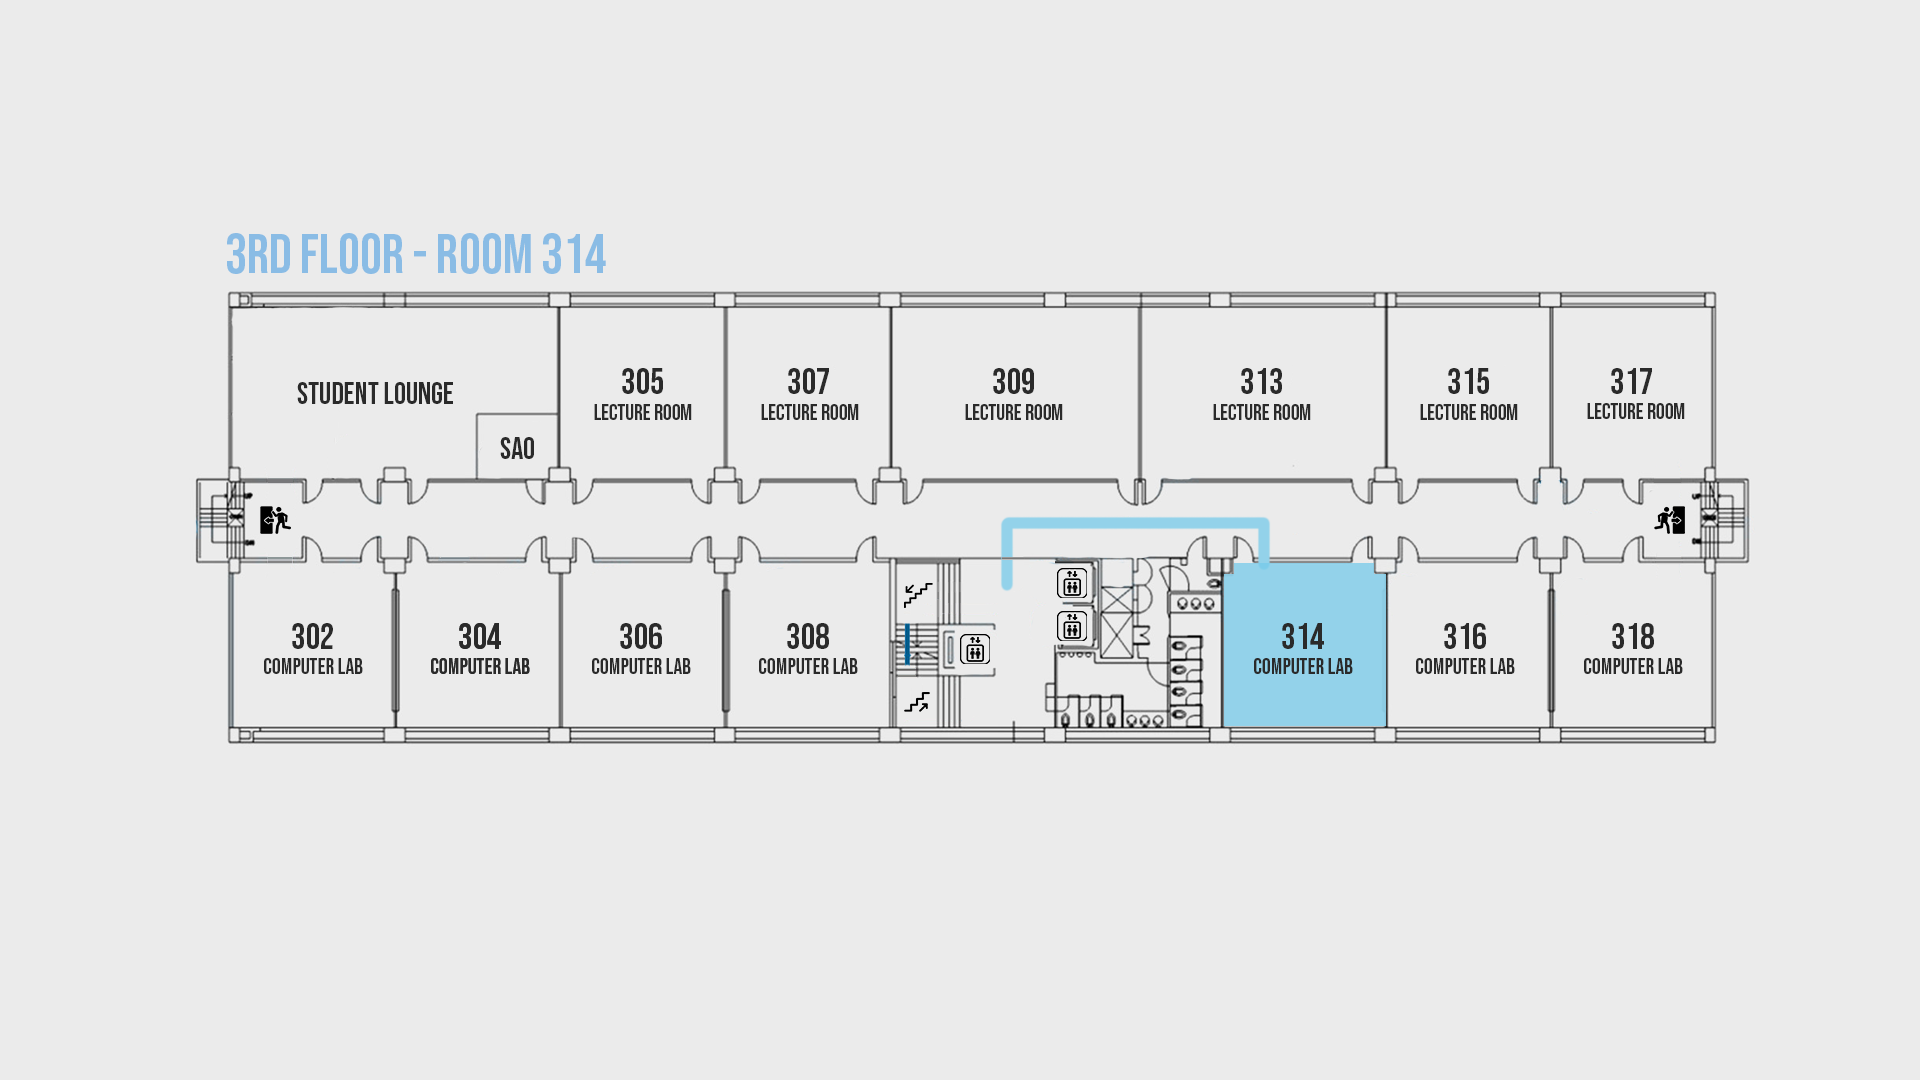 3RD FLOOR - ROOM 314
STUDENT LOUNGE
SAO
305
LECTURE ROOM
307
LECTURE ROOM
309
LECTURE ROOM
313
LECTURE ROOM
315
LECTURE ROOM
317
LECTURE ROOM
302
COMPUTER LAB
304
COMPUTER LAB
306
COMPUTER LAB
308
COMPUTER LAB
314
COMPUTER LAB
316
COMPUTER LAB
318
COMPUTER LAB